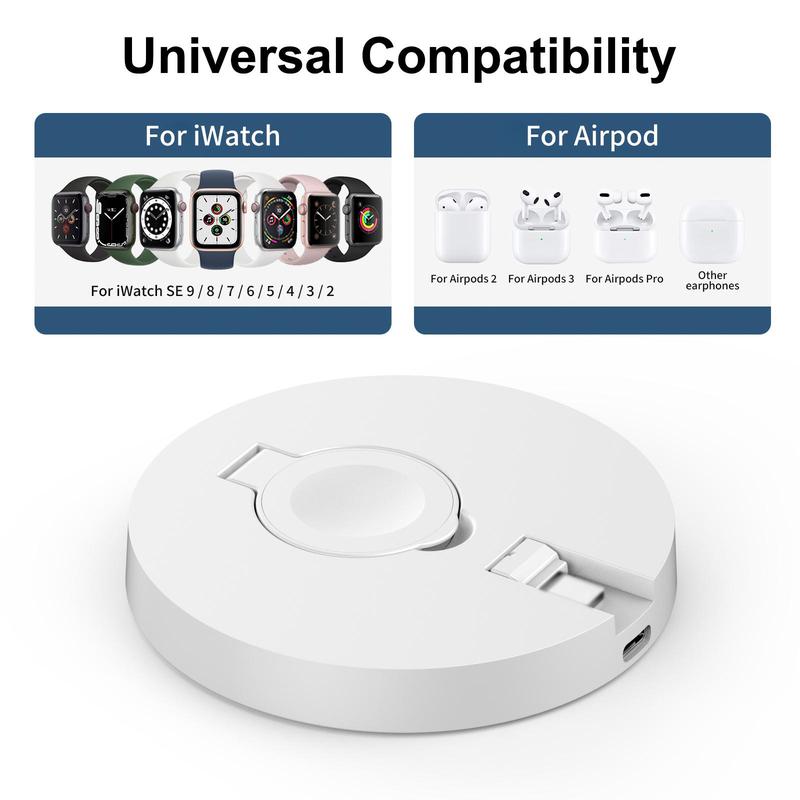 Universal Compatibility
For iWatch
For iWatch SE 9 / 8 / 7 / 6 / 5 / 4 / 3 / 2
For Airpod
For Airpods 2
For Airpods 3
For Airpods Pro
Other
earphones